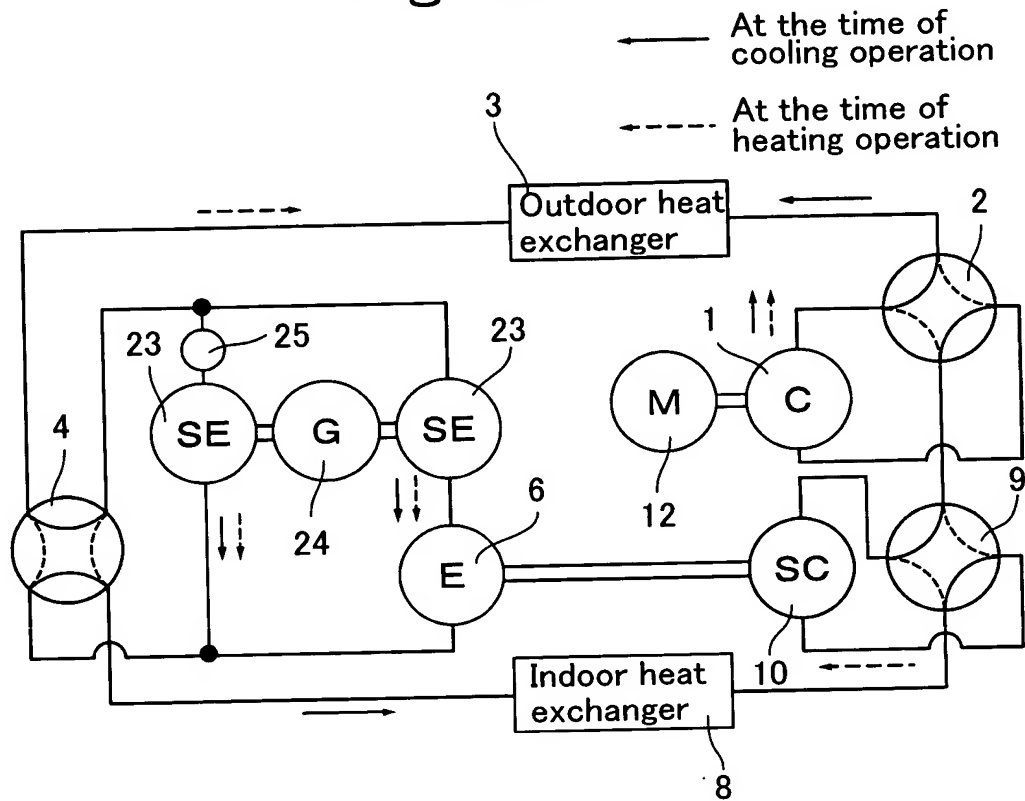 At the time of
cooling operation
At the time of
heating operation
3
Outdoor heat
exchanger
2
1
23
25
23
M
C
SE
G
SE
4
12
9
24
6
E
SC
10
Indoor heat
exchanger
8